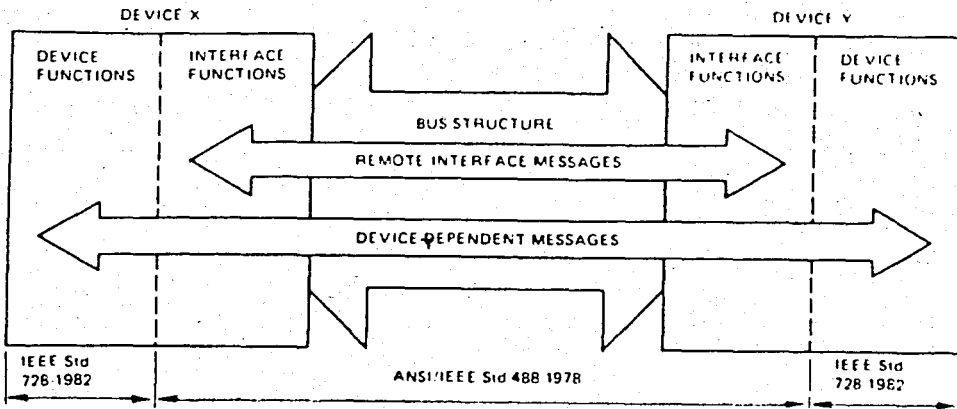 DEVICE X
DEVICE Y
DEVICE
FUNCTIONS
INTERFACE
FUNCTIONS
INTERFACE
FUNCTIONS
DEVICE
FUNCTIONS
BUS STRUCTURE
REMOTE INTERFACE MESSAGES
DEVICE-DEPENDENT MESSAGES
IEEE Std
728-1982
ANSI/IEEE Std 488 1978
IEEE Std
728-1982